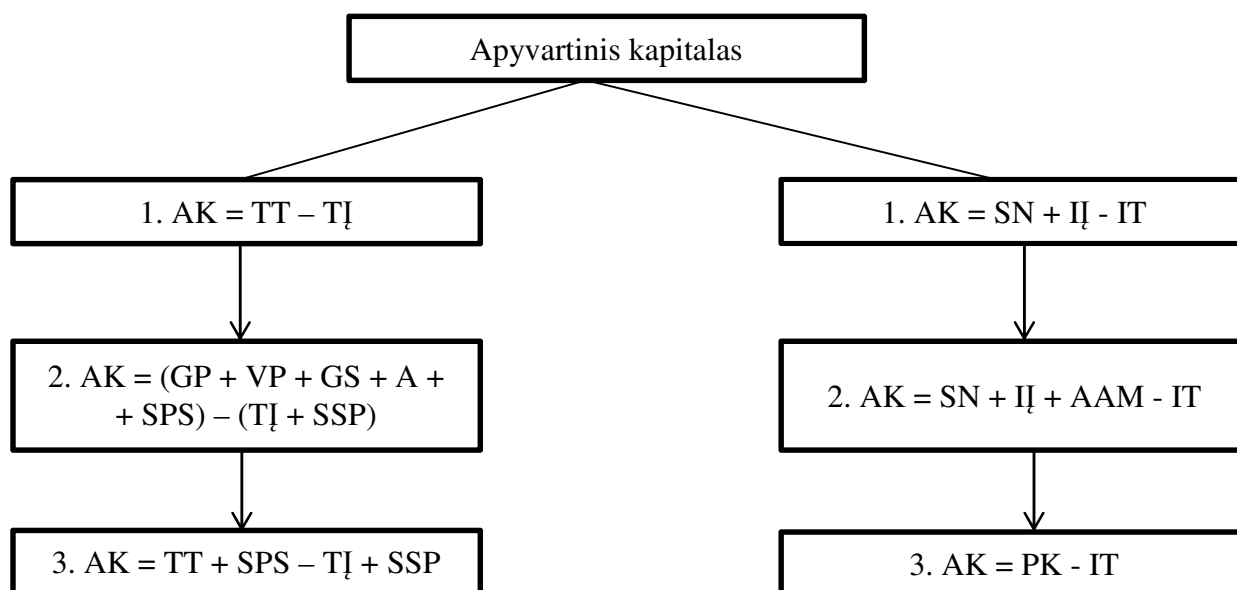 Apyvartinis kapitalas
1. AK = TT – TĮ
2. AK = (GP + VP + GS + A +
+ SPS) – (TĮ + SSP)
3. AK = TT + SPS – TĮ + SSP
1. AK = SN + IĮ - IT
2. AK = SN + IĮ + AAM - IT
3. AK = PK - IT